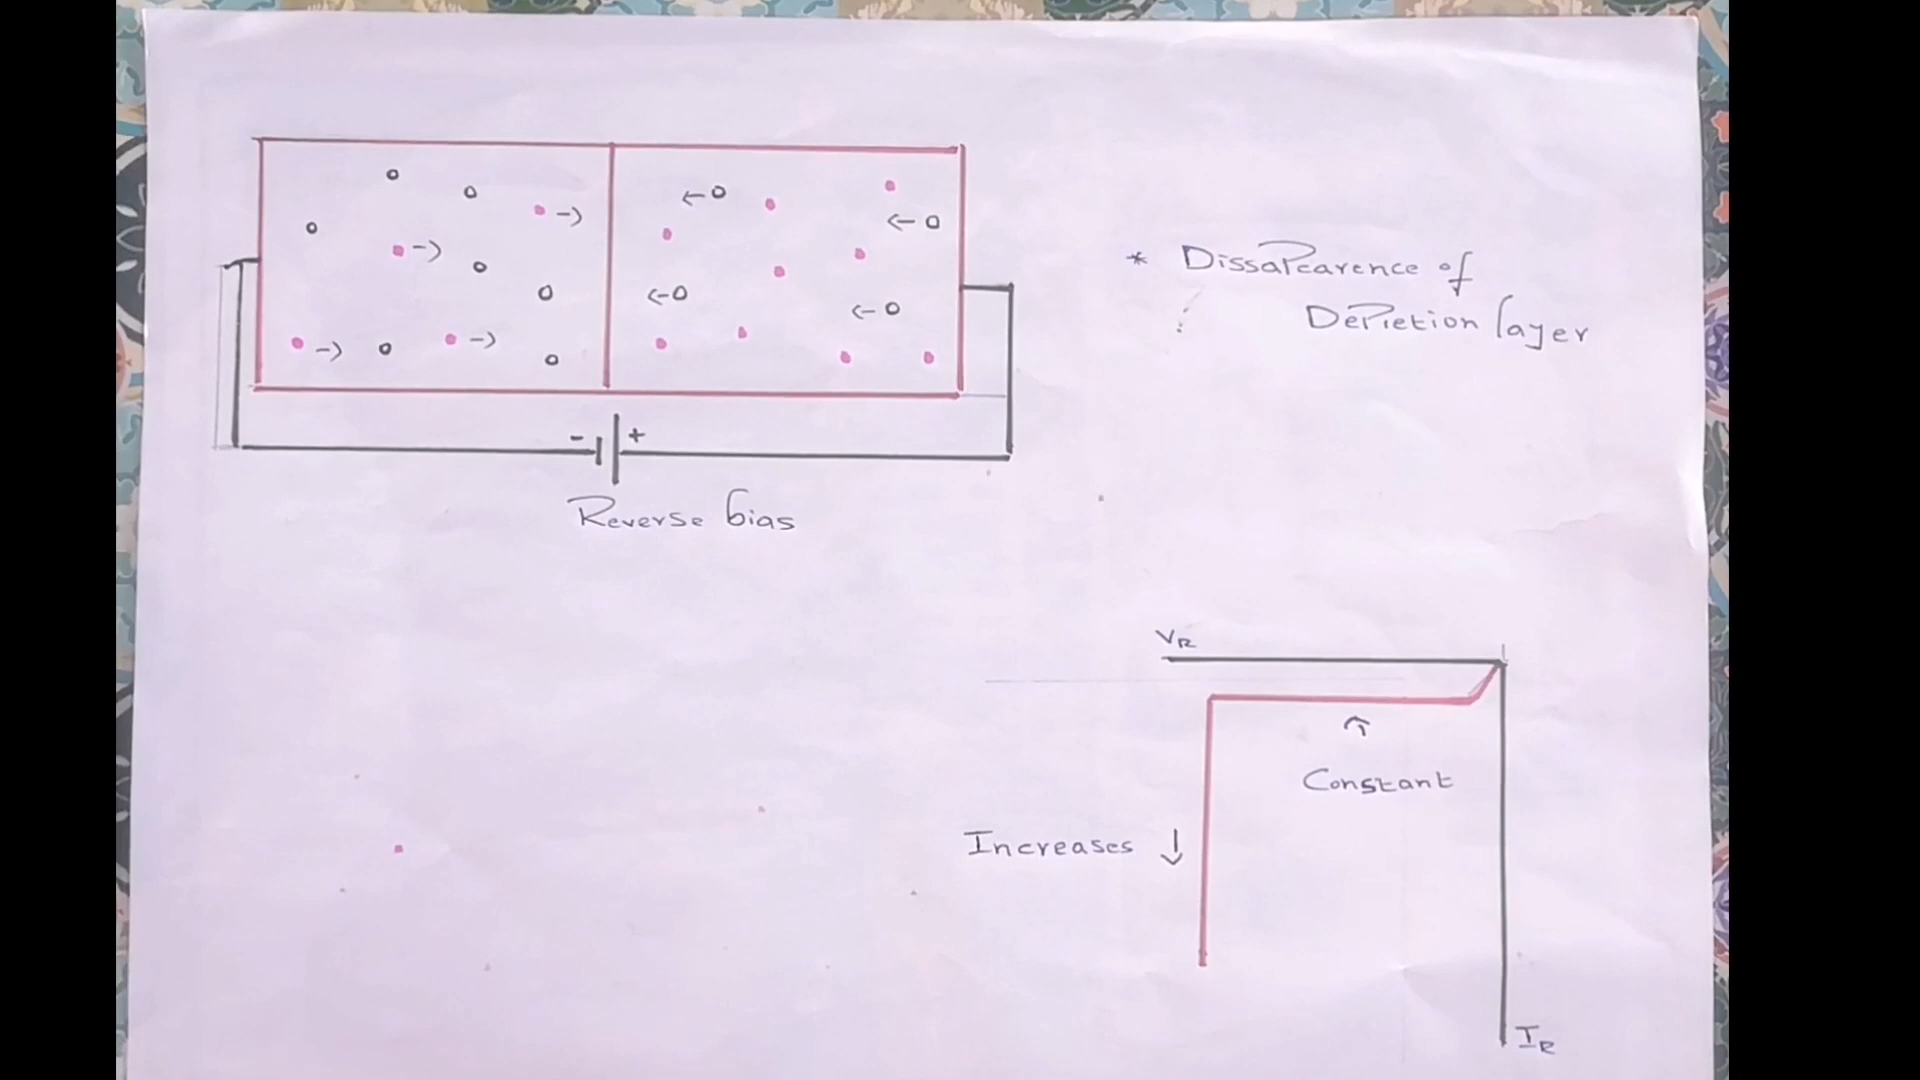 - +
Reverse bias
* Dissapearence of
Depletion layer
VR
Constant
Increases ↓
IR